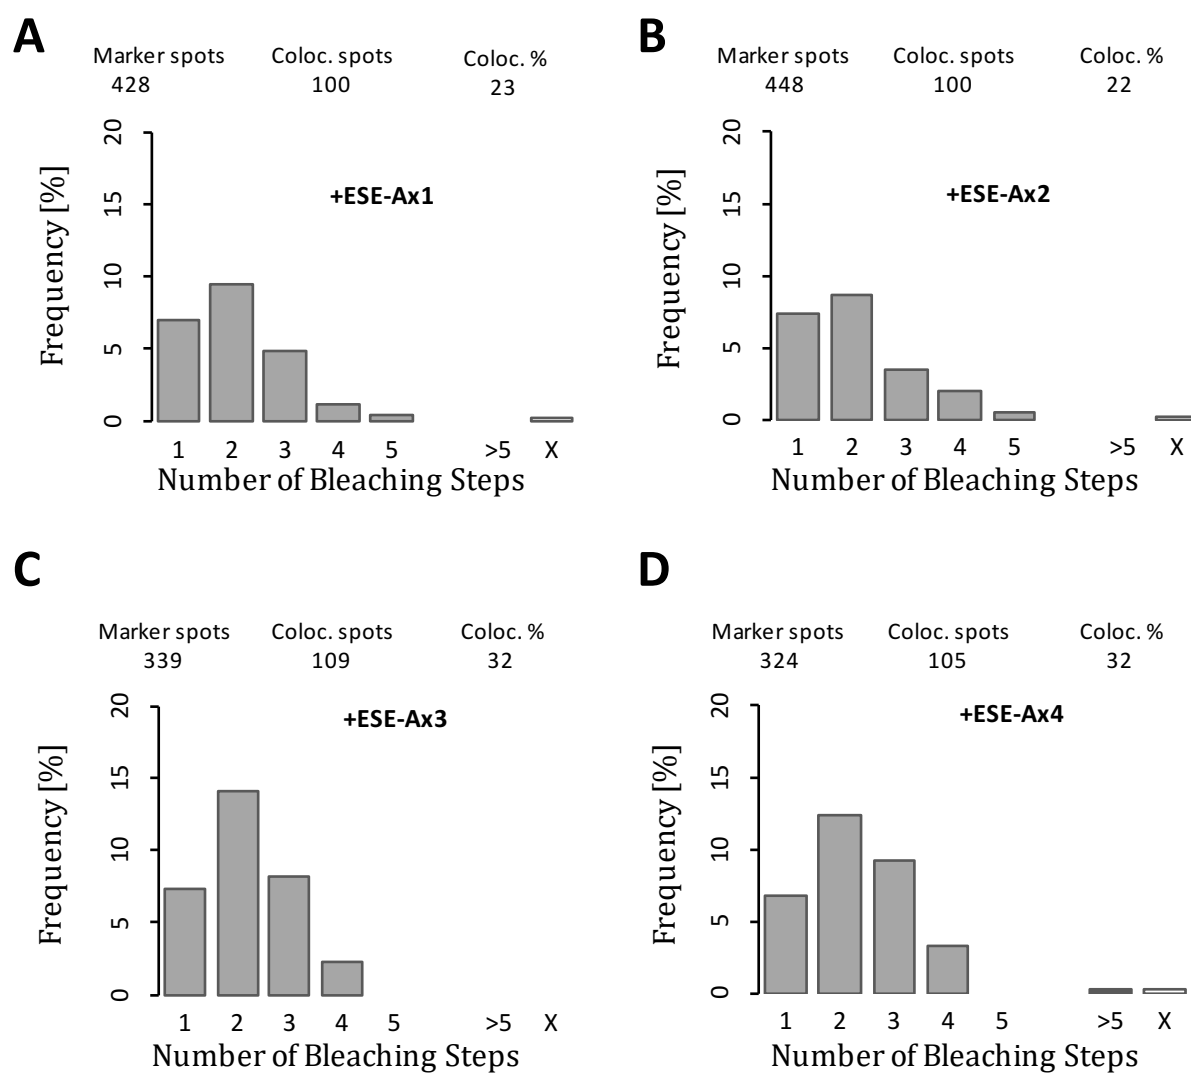 A
Marker spots Coloc. spots Coloc. %
428 100 23
20
15
10
5
0
Frequency [%]
+ESE-Ax1
1 2 3 4 5 >5 X
Number of Bleaching Steps
B
Marker spots Coloc. spots Coloc. %
448 100 22
20
15
10
5
0
Frequency [%]
+ESE-Ax2
1 2 3 4 5 >5 X
Number of Bleaching Steps
C
Marker spots Coloc. spots Coloc. %
339 109 32
20
15
10
5
0
Frequency [%]
+ESE-Ax3
1 2 3 4 5 >5 X
Number of Bleaching Steps
D
Marker spots Coloc. spots Coloc. %
324 105 32
20
15
10
5
0
Frequency [%]
+ESE-Ax4
1 2 3 4 5 >5 X
Number of Bleaching Steps